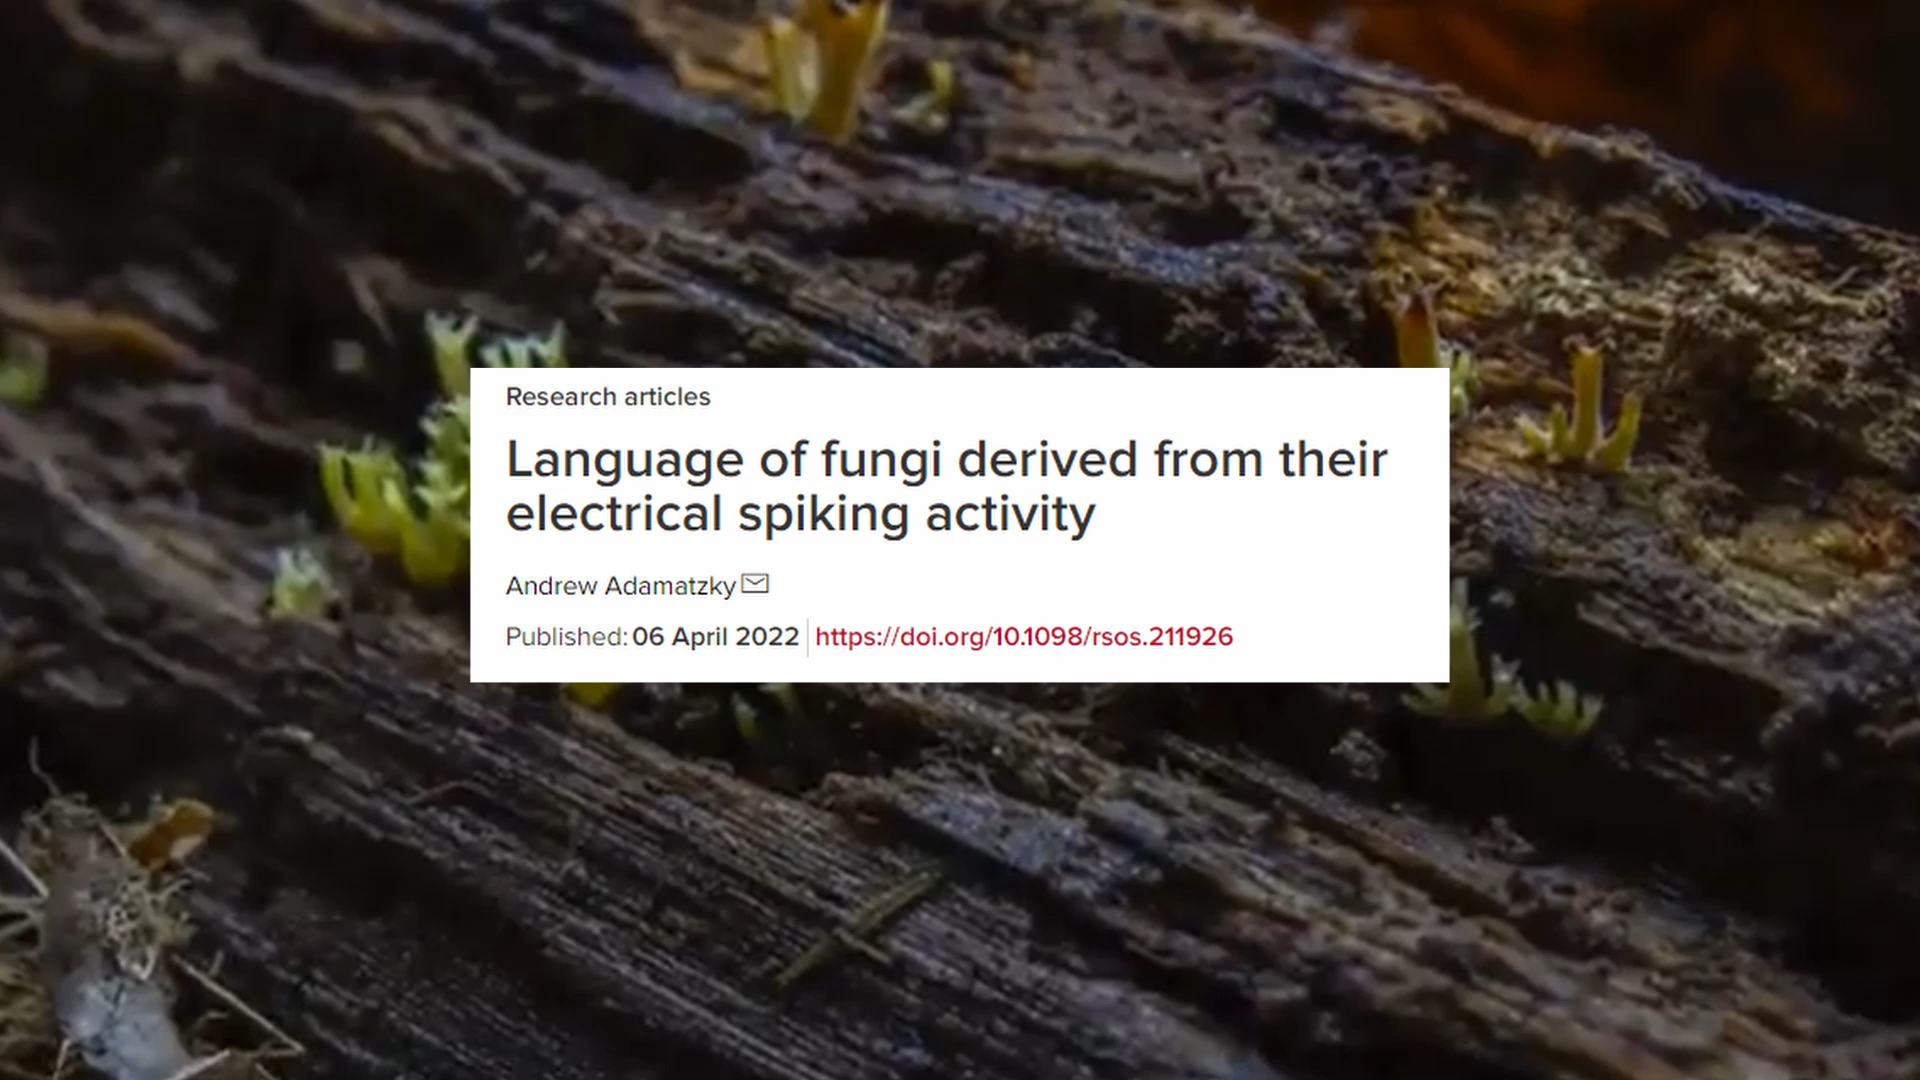 Research articles
Language of fungi derived from their
electrical spiking activity
Andrew Adamatzky
Published: 06 April 2022 https://doi.org/10.1098/rsos.211926